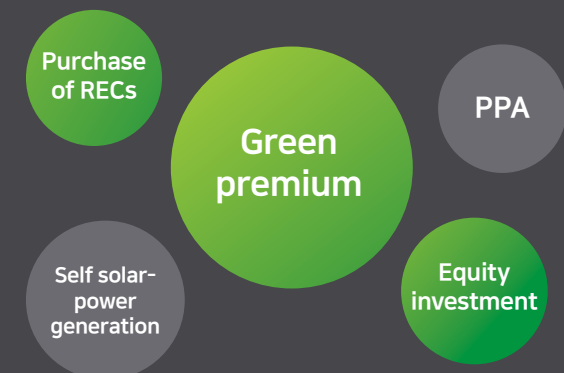 Purchase
of RECs
PPA
Green
premium
Self solar-
power
generation
Equity
investment